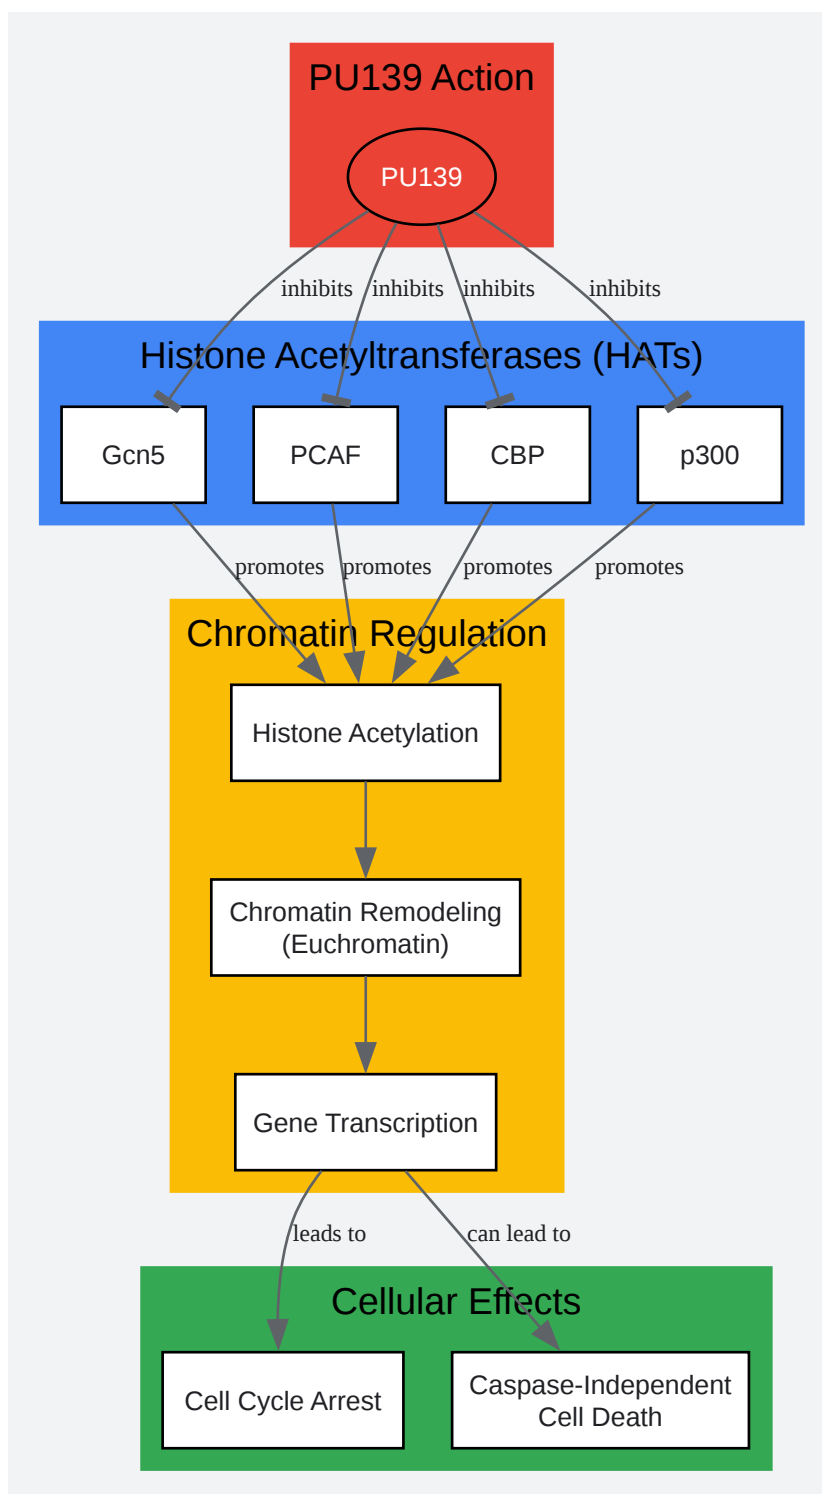 PU139 Action
PU139
inhibits inhibits inhibits inhibits
Histone Acetyltransferases (HATs)
Gcn5 PCAF CBP p300
promotes promotes promotes promotes
Chromatin Regulation
Histone Acetylation
Chromatin Remodeling
(Euchromatin)
Gene Transcription
leads to can lead to
Cellular Effects
Cell Cycle Arrest
Caspase-Independent
Cell Death